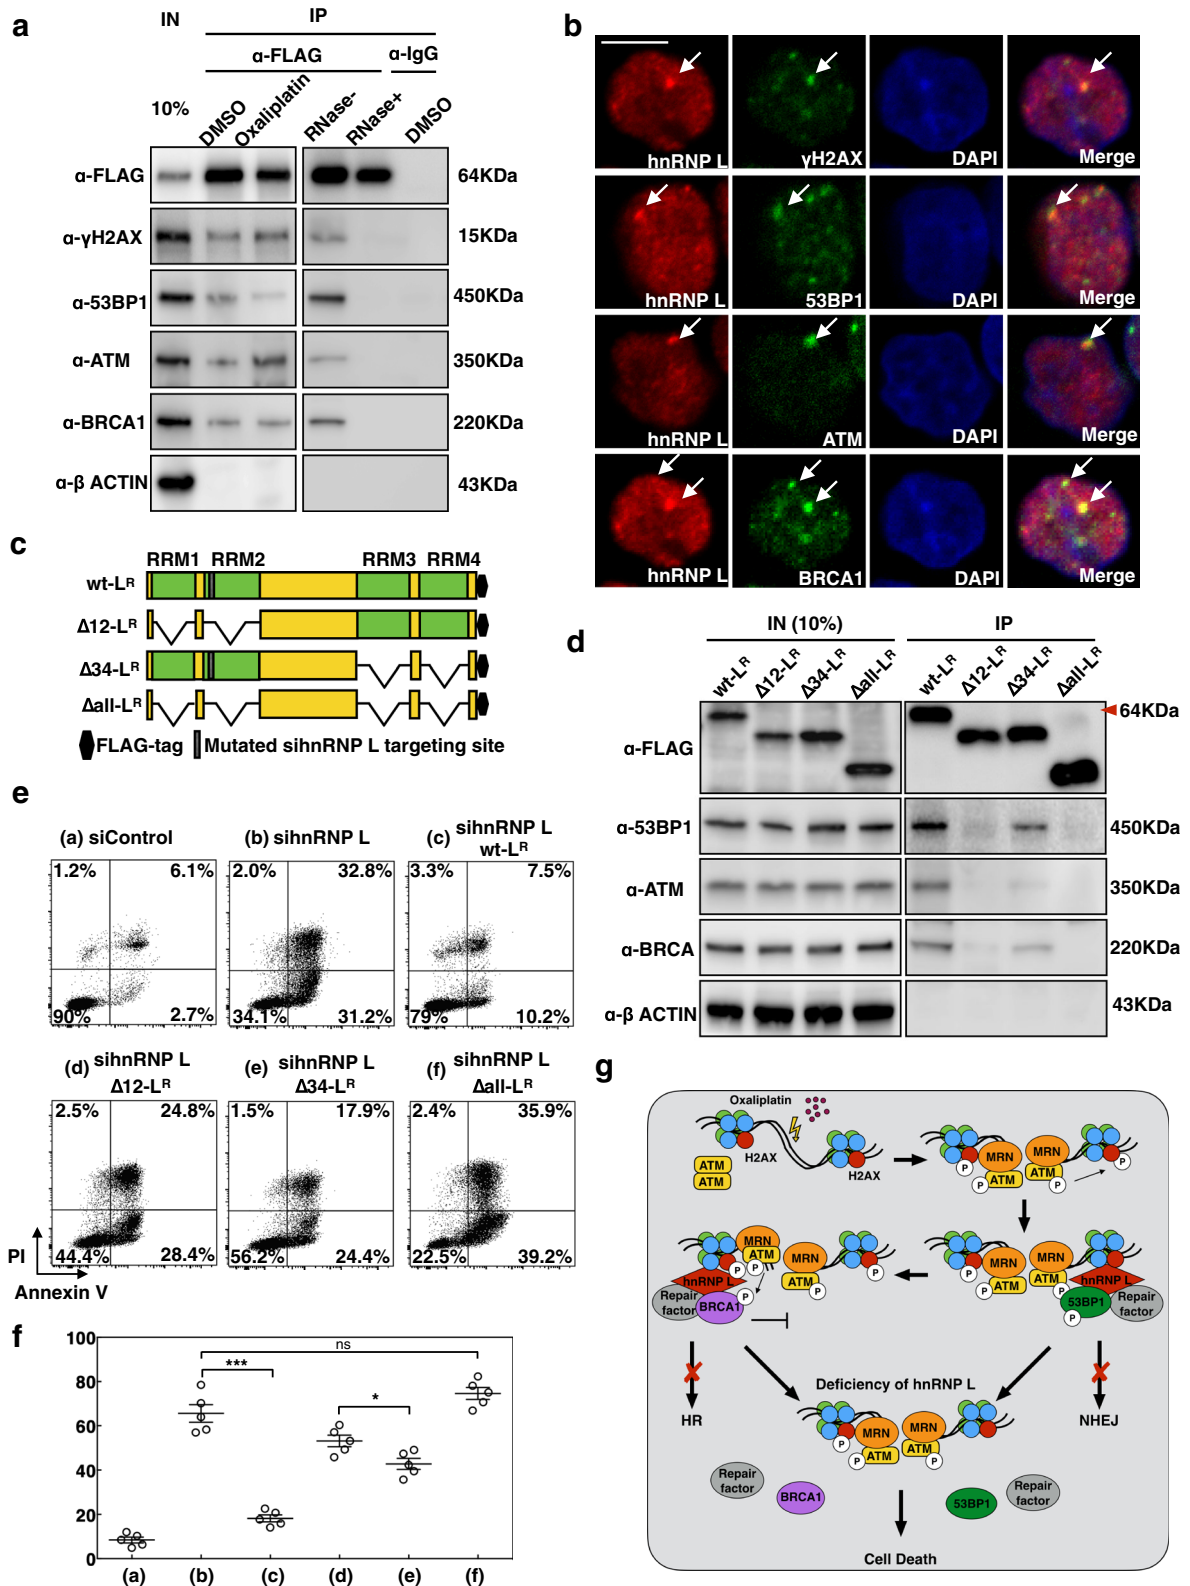 a
IN
IP
α-FLAG
α-IgG
10%
DMSO
Oxaliplatin
RNase-
RNase+
DMSO
α-FLAG
64KDa
α-γH2AX
15KDa
α-53BP1
450KDa
α-ATM
350KDa
α-BRCA1
220KDa
α-β ACTIN
43KDa
b
hnRNP L
γH2AX
DAPI
Merge
hnRNP L
53BP1
DAPI
Merge
hnRNP L
ATM
DAPI
Merge
hnRNP L
BRCA1
DAPI
Merge
c
RRM1 RRM2 RRM3 RRM4
wt-Lᴿ
Δ12-Lᴿ
Δ34-Lᴿ
Δall-Lᴿ
FLAG-tag
Mutated sihnRNP L targeting site
d
IN (10%)
IP
wt-Lᴿ
Δ12-Lᴿ
Δ34-Lᴿ
Δall-Lᴿ
wt-Lᴿ
Δ12-Lᴿ
Δ34-Lᴿ
Δall-Lᴿ
α-FLAG
64KDa
α-53BP1
450KDa
α-ATM
350KDa
α-BRCA
220KDa
α-β ACTIN
43KDa
e
(a) siControl
1.2%
6.1%
90%
2.7%
(b) sihnRNP L
2.0%
32.8%
34.1%
31.2%
(c) sihnRNP L
wt-Lᴿ
3.3%
7.5%
79%
10.2%
(d) sihnRNP L
Δ12-Lᴿ
2.5%
24.8%
44.4%
28.4%
(e) sihnRNP L
Δ34-Lᴿ
1.5%
17.9%
56.2%
24.4%
(f) sihnRNP L
Δall-Lᴿ
2.4%
35.9%
22.5%
39.2%
PI
Annexin V
f
100
80
60
40
20
0
ns
***
*
(a)
(b)
(c)
(d)
(e)
(f)
g
Oxaliplatin
H2AX
H2AX
ATM
ATM
MRN
MRN
ATM
ATM
P
P
P
P
MRN
ATM
MRN
ATM
P
P
P
P
P
hnRNP L
Repair
factor
BRCA1
P
MRN
MRN
ATM
ATM
P
P
P
hnRNP L
53BP1
P
Repair
factor
HR
NHEJ
Deficiency of hnRNP L
MRN
MRN
ATM
ATM
P
P
P
Repair
factor
BRCA1
53BP1
Repair
factor
Cell Death